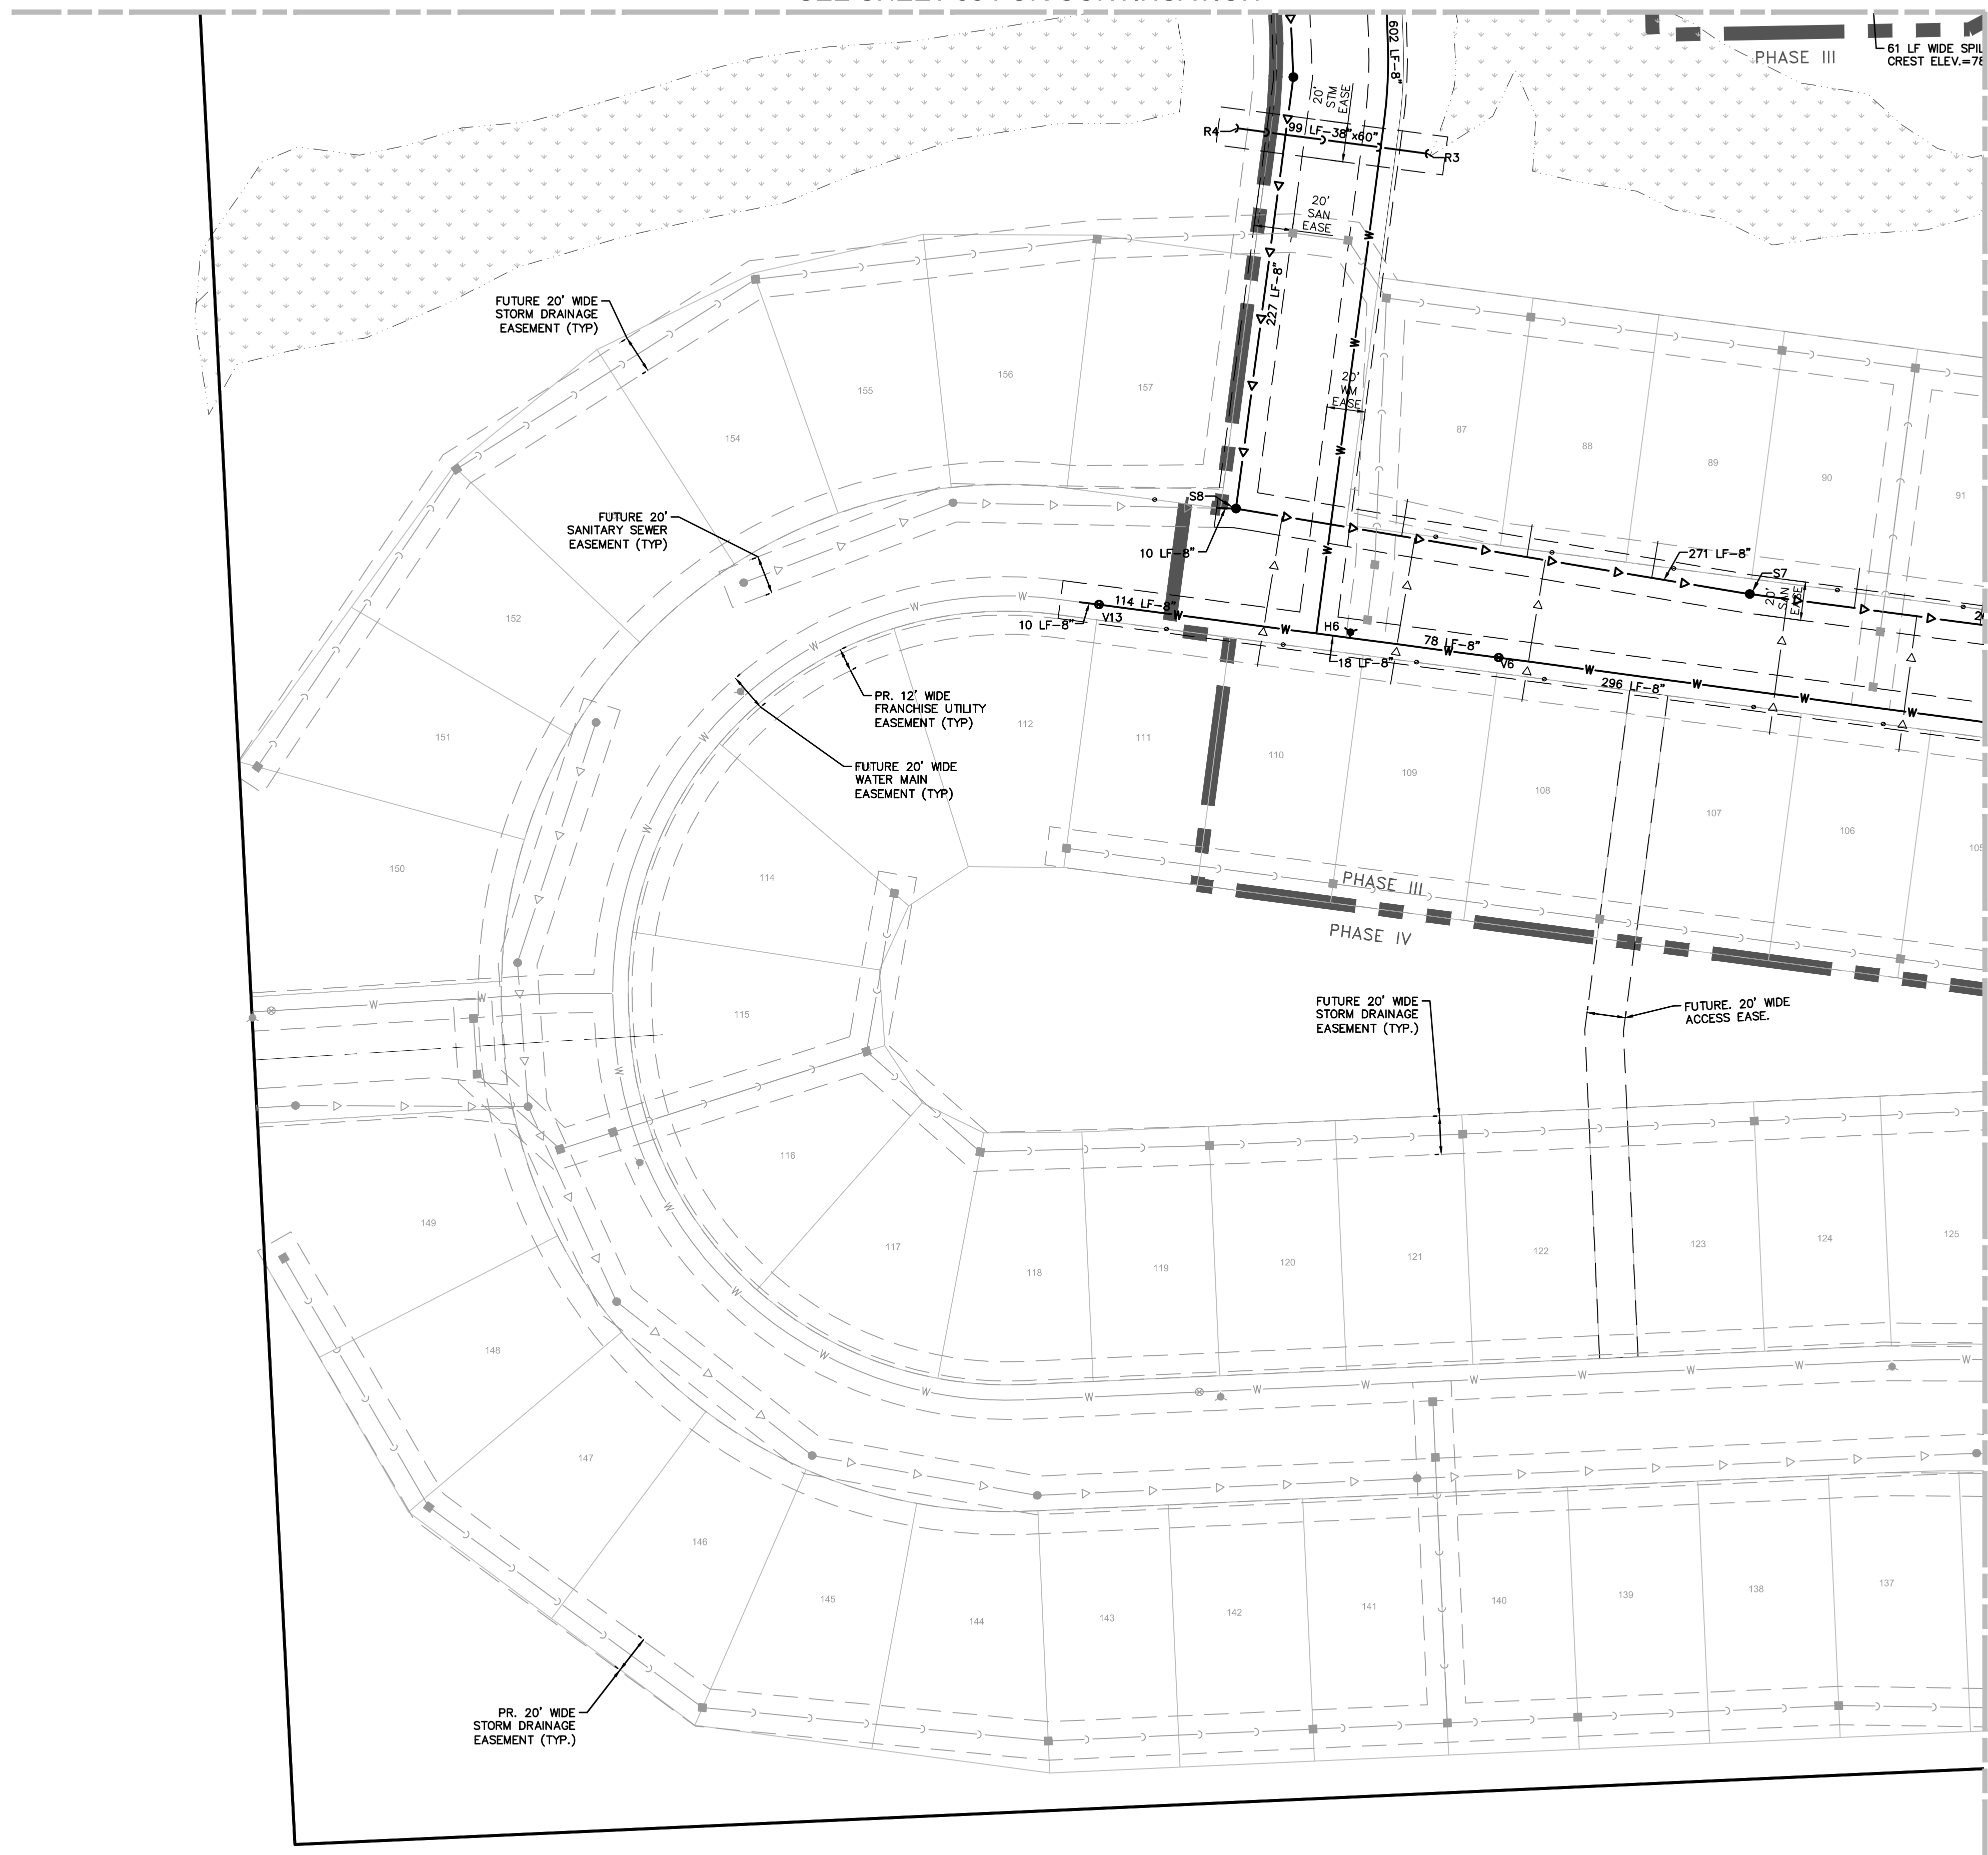 PHASE III
61 LF WIDE
CREST ELEV.=
602 LF-8"
20'
STM
EASE
R4
99 LF-38"x60"
R3
20'
SAN
EASE
227 LF-8"
FUTURE 20' WIDE
STORM DRAINAGE
EASEMENT (TYP)
155
156
157
154
20'
WM
EASE
87
88
89
90
91
S8
FUTURE 20'
SANITARY SEWER
EASEMENT (TYP)
10 LF-8"
271 LF-8"
S7
20'
SAN
EASE
W
W
W
W
W
W
114 LF-8"
V13
10 LF-8"
W
W
H6
78 LF-8"
W
V6
18 LF-8"
W
296 LF-8"
W
W
W
W
W
W
W
W
152
PR. 12' WIDE
FRANCHISE UTILITY
EASEMENT (TYP)
FUTURE 20' WIDE
WATER MAIN
EASEMENT (TYP)
151
112
111
110
109
108
107
106
150
114
PHASE III
PHASE IV
115
W
W
FUTURE 20' WIDE
STORM DRAINAGE
EASEMENT (TYP.)
FUTURE. 20' WIDE
ACCESS EASE.
W
116
149
117
118
119
120
121
122
123
124
125
W
W
W
W
W
W
W
W
W
W
W
W
W
148
147
146
145
144
143
142
141
140
139
138
137
PR. 20' WIDE
STORM DRAINAGE
EASEMENT (TYP.)